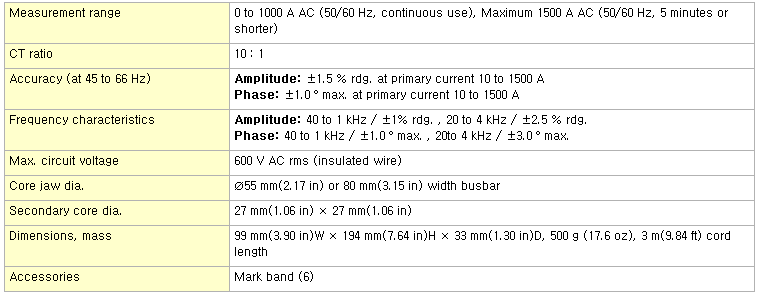 Measurement range
0 to 1000 A AC (50/60 Hz, continuous use), Maximum 1500 A AC (50/60 Hz, 5 minutes or
shorter)
CT ratio
10 : 1
Accuracy (at 45 to 66 Hz)
Amplitude: ±1.5 % rdg. at primary current 10 to 1500 A
Phase: ±1.0 º max. at primary current 10 to 1500 A
Frequency characteristics
Amplitude: 40 to 1 kHz / ±1% rdg. , 20 to 4 kHz / ±2.5 % rdg.
Phase: 40 to 1 kHz / ±1.0 º max. , 20to 4 kHz / ±3.0 º max.
Max. circuit voltage
600 V AC rms (insulated wire)
Core jaw dia.
Ø55 mm(2.17 in) or 80 mm(3.15 in) width busbar
Secondary core dia.
27 mm(1.06 in) × 27 mm(1.06 in)
Dimensions, mass
99 mm(3.90 in)W × 194 mm(7.64 in)H × 33 mm(1.30 in)D, 500 g (17.6 oz), 3 m(9.84 ft) cord
length
Accessories
Mark band (6)